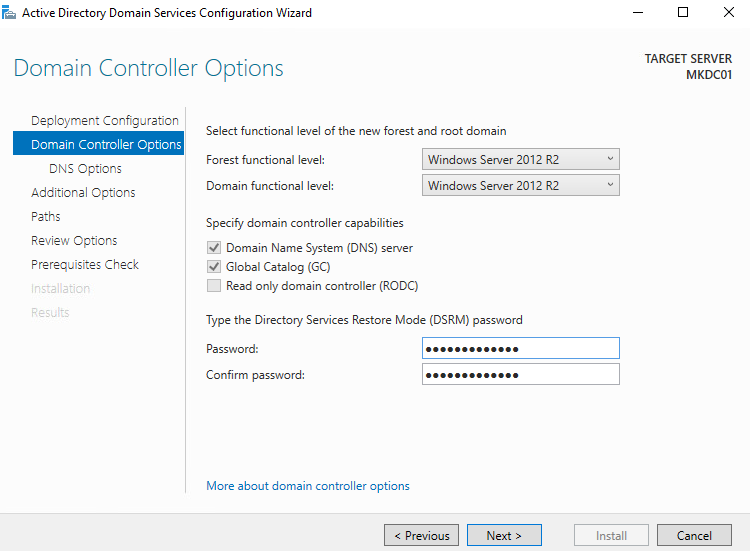 Active Directory Domain Services Configuration Wizard
Domain Controller Options
TARGET SERVER
MKDC01
Deployment Configuration
Domain Controller Options
DNS Options
Additional Options
Paths
Review Options
Prerequisites Check
Installation
Results
Select functional level of the new forest and root domain
Forest functional level: Windows Server 2012 R2
Domain functional level: Windows Server 2012 R2
Specify domain controller capabilities
Domain Name System (DNS) server
Global Catalog (GC)
Read only domain controller (RODC)
Type the Directory Services Restore Mode (DSRM) password
Password: •••••••••••••
Confirm password: •••••••••••••
More about domain controller options
< Previous Next > Install Cancel